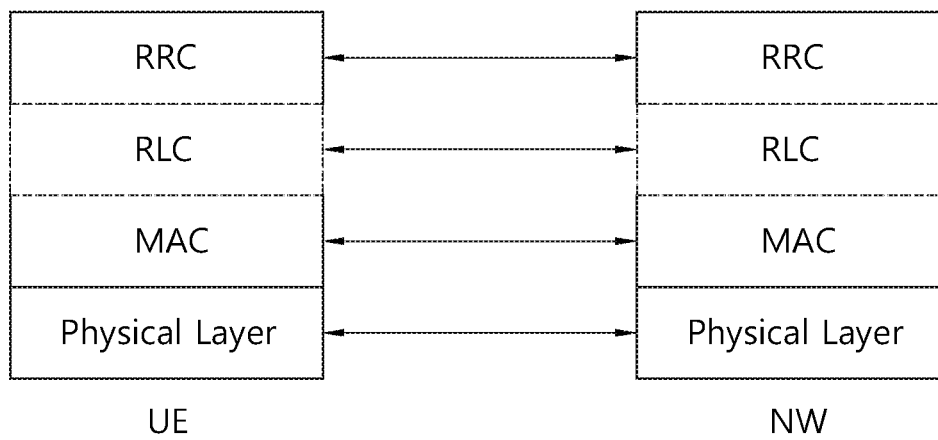 RRC RRC
RLC RLC
MAC MAC
Physical Layer Physical Layer
UE NW